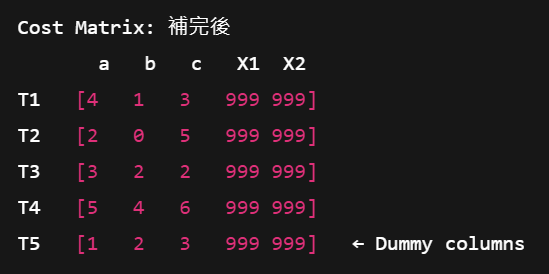 Cost Matrix: 補完後
a b c X1 X2
T1 [4 1 3 999 999]
T2 [2 0 5 999 999]
T3 [3 2 2 999 999]
T4 [5 4 6 999 999]
T5 [1 2 3 999 999] ← Dummy columns